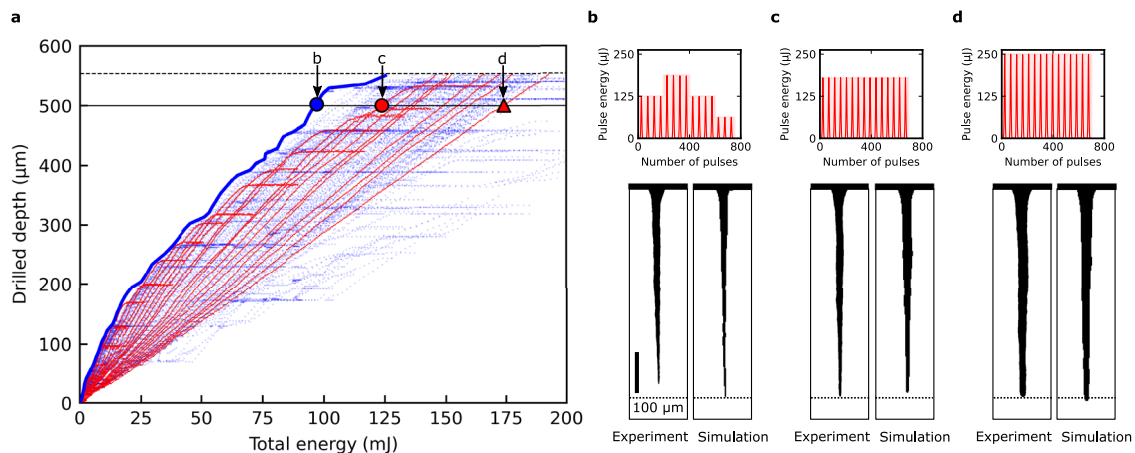 a
600
500
400
300
200
100
0
Drilled depth (μm)
b
c
d
0
25
50
75
100
125
150
175
200
Total energy (mJ)
b
250
125
0
Pulse energy (μJ)
0
400
800
Number of pulses
100 μm
Experiment
Simulation
c
250
125
0
Pulse energy (μJ)
0
400
800
Number of pulses
Experiment
Simulation
d
250
125
0
Pulse energy (μJ)
0
400
800
Number of pulses
Experiment
Simulation